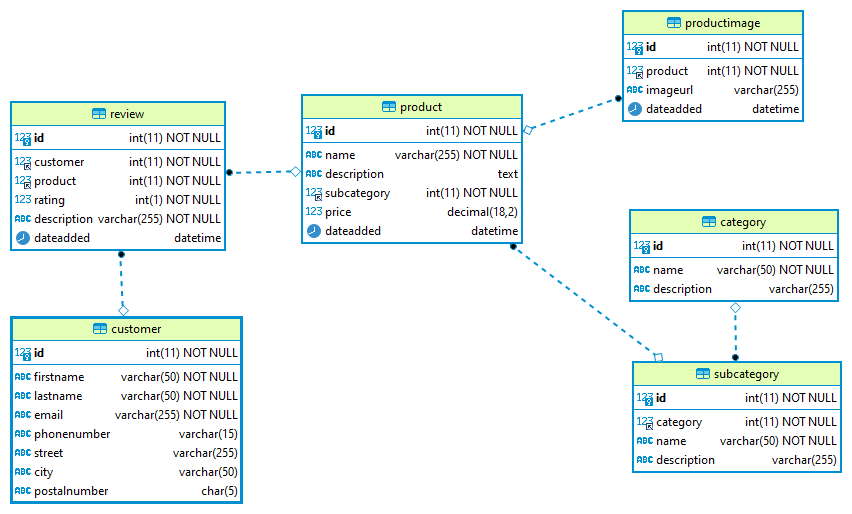 productimage
id int(11) NOT NULL
product int(11) NOT NULL
imageurl varchar(255)
dateadded datetime
review
id int(11) NOT NULL
customer int(11) NOT NULL
product int(11) NOT NULL
rating int(1) NOT NULL
description varchar(255) NOT NULL
dateadded datetime
product
id int(11) NOT NULL
name varchar(255) NOT NULL
description text
subcategory int(11) NOT NULL
price decimal(18,2)
dateadded datetime
category
id int(11) NOT NULL
name varchar(50) NOT NULL
description varchar(255)
customer
id int(11) NOT NULL
firstname varchar(50) NOT NULL
lastname varchar(50) NOT NULL
email varchar(255) NOT NULL
phonenumber varchar(15)
street varchar(255)
city varchar(50)
postalnumber char(5)
subcategory
id int(11) NOT NULL
category int(11) NOT NULL
name varchar(50) NOT NULL
description varchar(255)